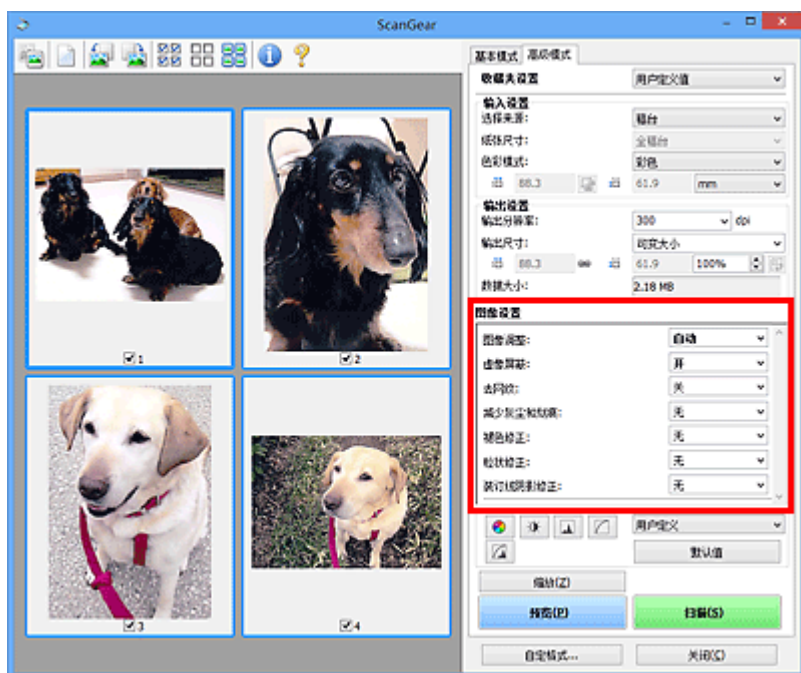 ScanGear
基本模式 高级模式
收藏夹设置 用户定义值
输入设置
选择来源: 稿台
纸张尺寸: 全稿台
色彩模式: 彩色
88.3 61.9 mm
输出设置
输出分辨率: 300 dpi
输出尺寸: 可变大小
88.3 61.9 100%
数据大小: 2.18 MB
图像设置
图像调整: 自动
虚像屏蔽: 开
去网纹: 关
减少灰尘和划痕: 无
褪色修正: 无
粒状修正: 无
装订线阴影修正: 无
用户定义
默认值
缩放(Z)
预览(P) 扫描(S)
自定模式... 关闭(C)
1
2
3
4